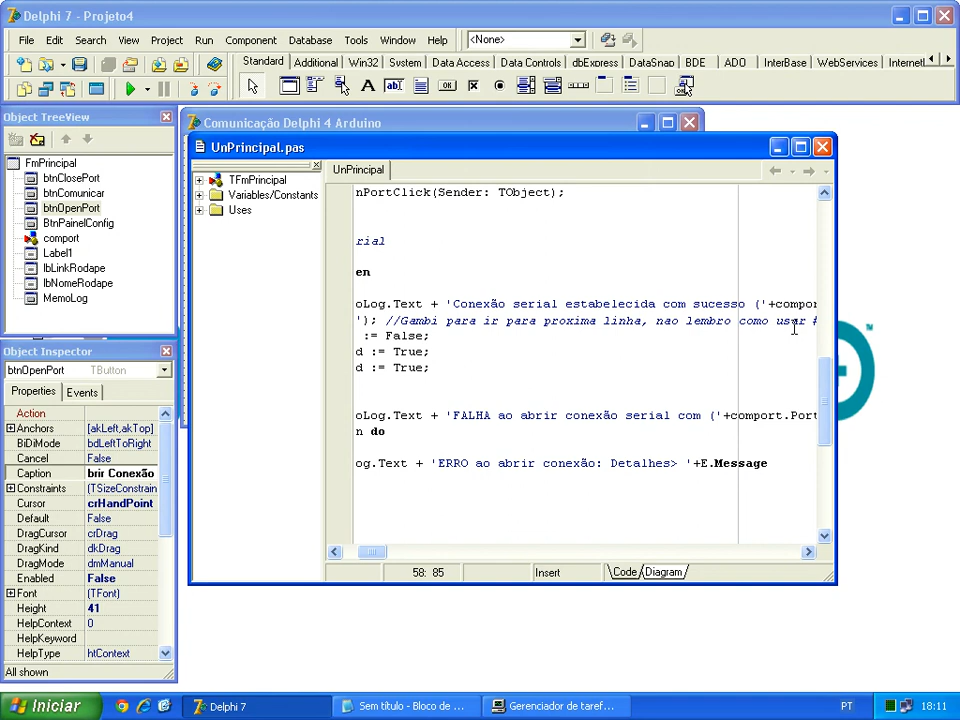 Delphi 7 - Projeto4
File Edit Search View Project Run Component Database Tools Window Help
<None>
Standard Additional Win32 System Data Access Data Controls dbExpress DataSnap BDE ADO InterBase WebServices Internet
Object TreeView
FmPrincipal
btnClosePort
btnComunicar
btnOpenPort
BtnPainelConfig
comport
Label1
lbLinkRodape
lbNomeRodape
MemoLog
Object Inspector
btnOpenPort TButton
Properties Events
Action
Anchors [akLeft,akTop]
BiDiMode bdLeftToRight
Cancel False
Caption brir Conexão
Constraints (TSizeConstrain
Cursor crHandPoint
Default False
DragCursor crDrag
DragKind dkDrag
DragMode dmManual
Enabled False
Font (TFont)
Height 41
HelpContext 0
HelpKeyword
HelpType htContext
All shown
Comunicação Delphi 4 Arduino
UnPrincipal.pas
TFmPrincipal
Variables/Constants
Uses
UnPrincipal
nPortClick(Sender: TObject);
rial
en
oLog.Text + 'Conexão serial estabelecida com sucesso ('+compor
'); //Gambi para ir para proxima linha, nao lembro como usar #
:= False;
d := True;
d := True;
oLog.Text + 'FALHA ao abrir conexão serial com ('+comport.Port
n do
og.Text + 'ERRO ao abrir conexão: Detalhes> '+E.Message
58: 85 Insert Code Diagram
TM
Iniciar Delphi 7 Sem título - Bloco de ... Gerenciador de taref... PT 18:11